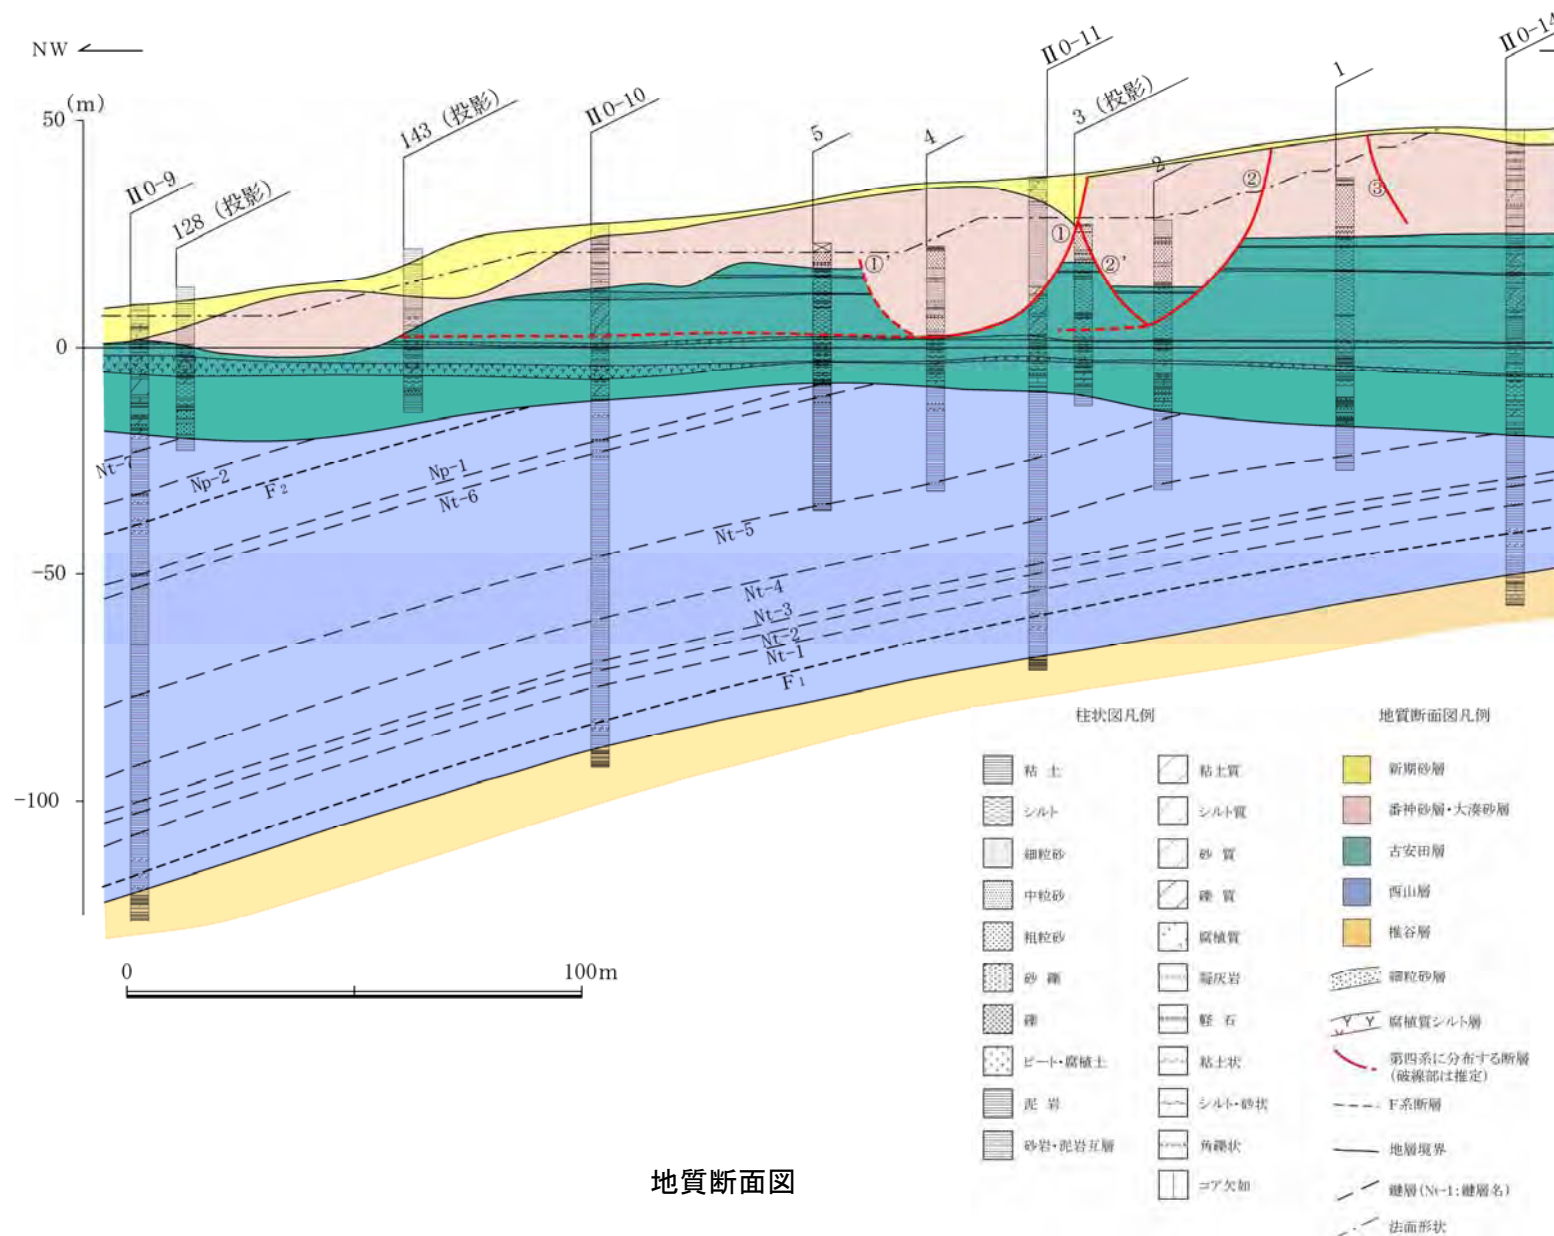 NW
(m)
50
0
-50
-100
II0-9
128 (投影)
143 (投影)
II0-10
5
4
II0-11
3 (投影)
2
1
II0-14
①'
①
②'
②
③
Nt-7
Np-2
F2
Np-1
Nt-6
Nt-5
Nt-4
Nt-3
Nt-2
Nt-1
F1
0
100m
地質断面図
柱状図凡例
粘土
シルト
細粒砂
中粒砂
粗粒砂
砂礫
礫
ピート・腐植土
泥岩
砂岩・泥岩互層
粘土質
シルト質
砂質
礫質
腐植質
凝灰岩
軽石
粘土状
シルト・砂状
角礫状
コア欠如
地質断面図凡例
新期砂層
番神砂層・大湊砂層
古安田層
西山層
椎谷層
細粒砂層
腐植質シルト層
第四系に分布する断層
(破線部は推定)
F系断層
地層境界
鍵層(Nt-1:鍵層名)
法面形状